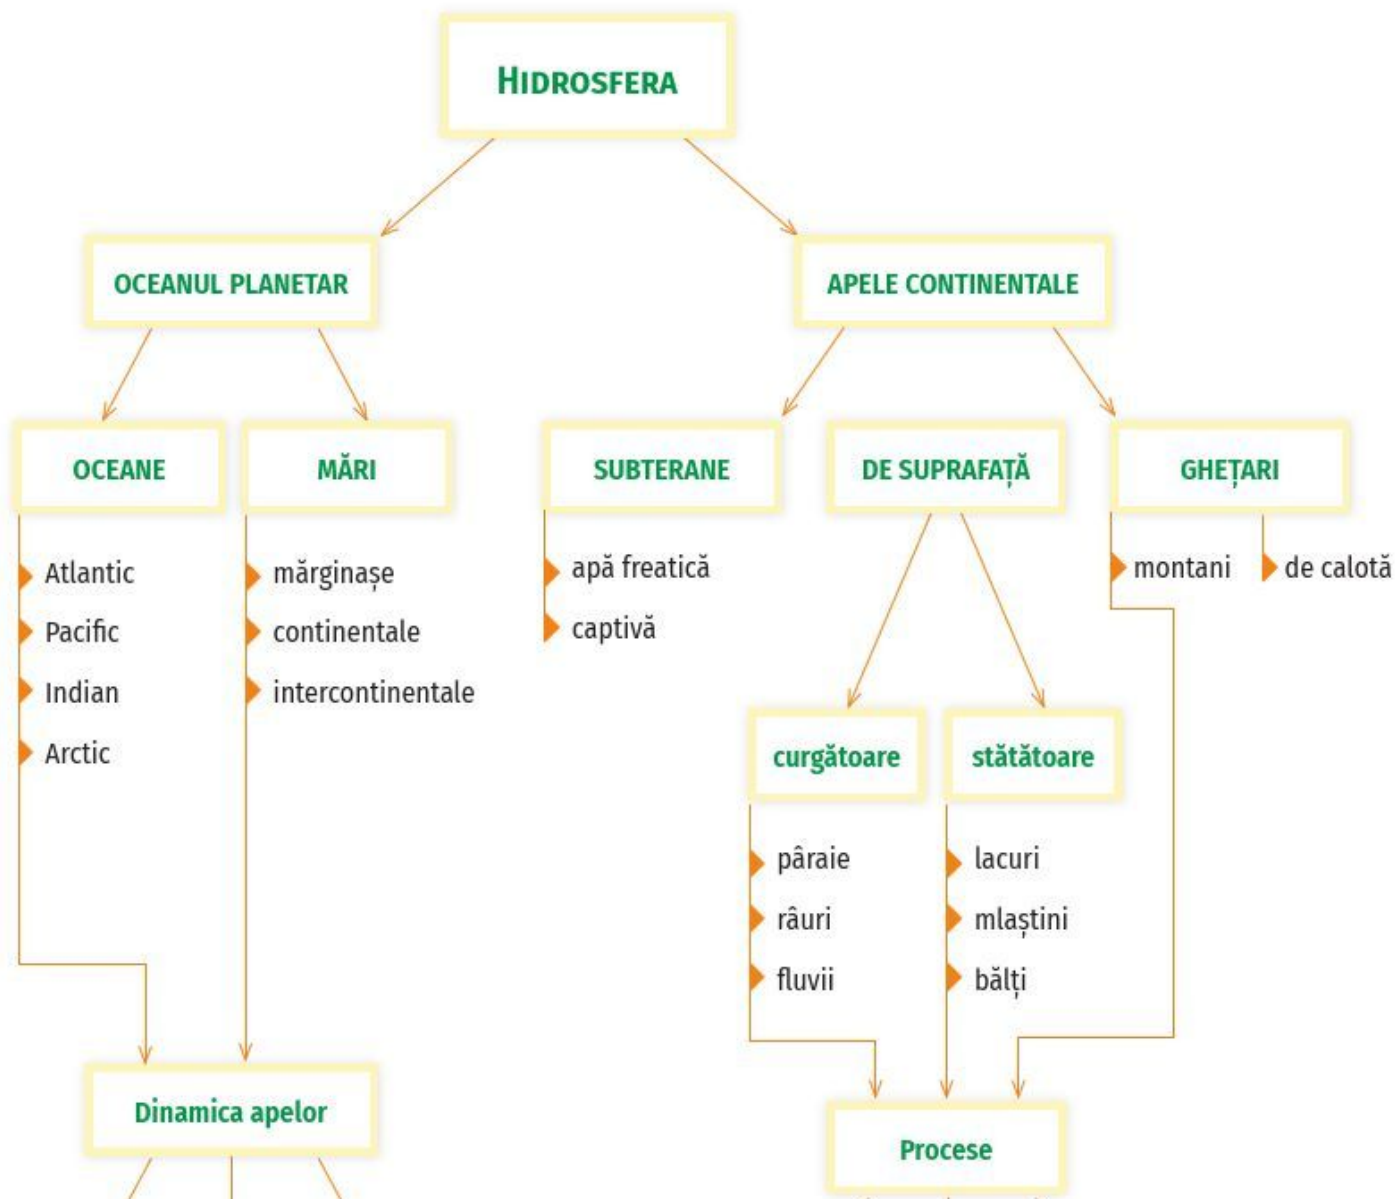 HIDROSFERA
OCEANUL PLANETAR
APELE CONTINENTALE
OCEANE
MĂRI
SUBTERANE
DE SUPRAFAȚĂ
GHEȚARI
Atlantic
Pacific
Indian
Arctic
mărginașe
continentale
intercontinentale
apă freatică
captivă
montani
de calotă
curgătoare
stătătoare
pâraie
râuri
fluvii
lacuri
mlaștini
bălți
Dinamica apelor
Procese